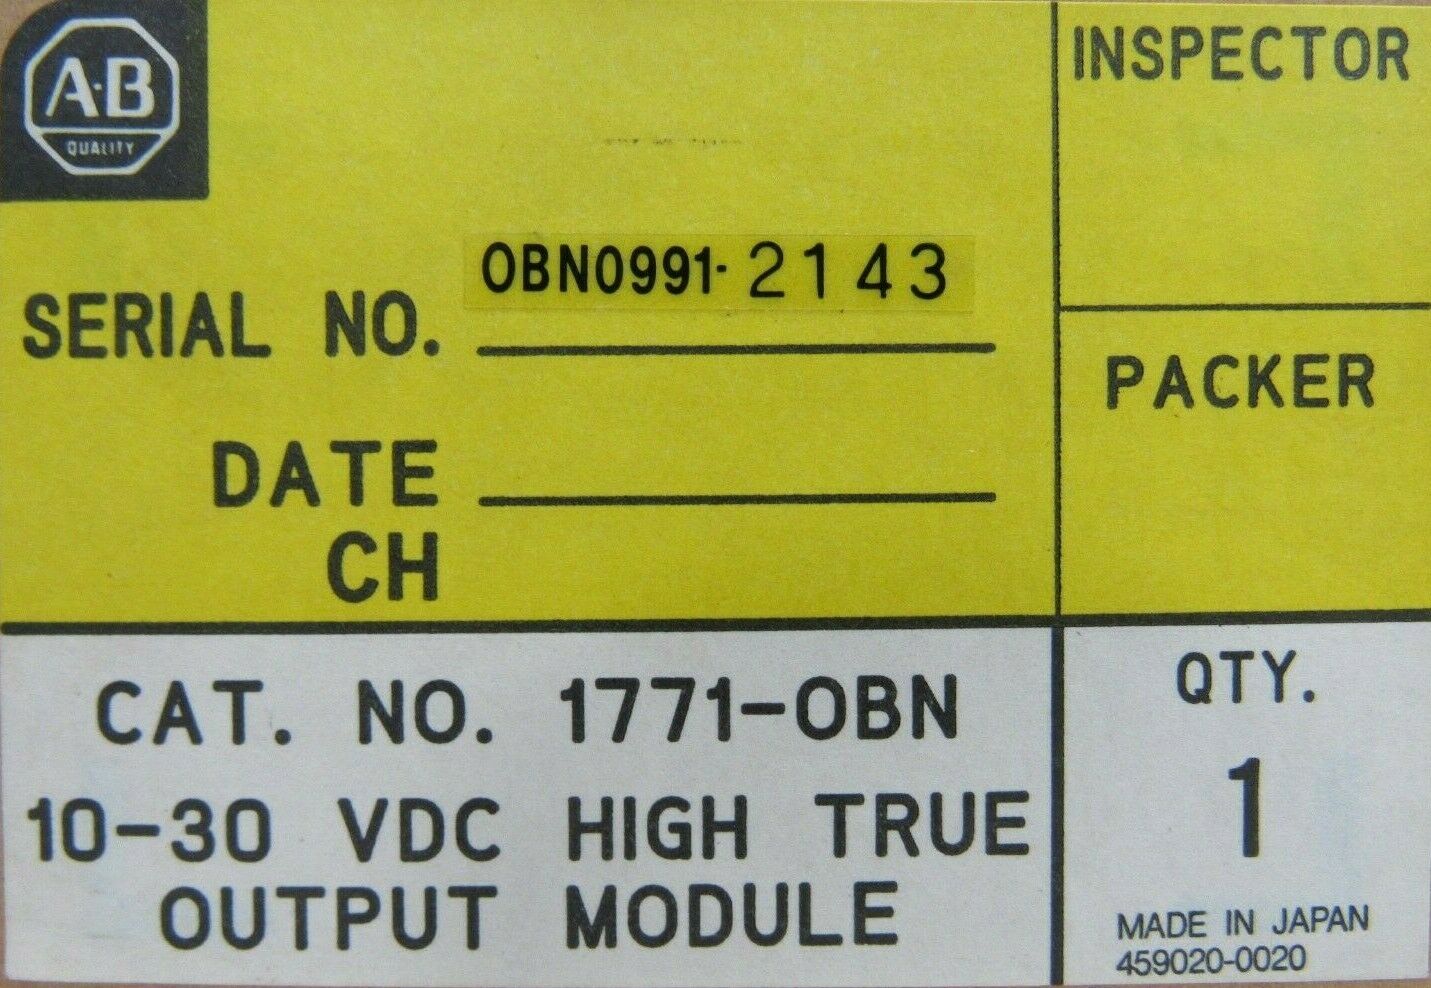 A·B
QUALITY
INSPECTOR
OBN0991-2143
SERIAL NO.
PACKER
DATE
CH
CAT. NO. 1771-OBN
10-30 VDC HIGH TRUE
OUTPUT MODULE
QTY.
1
MADE IN JAPAN
459020-0020